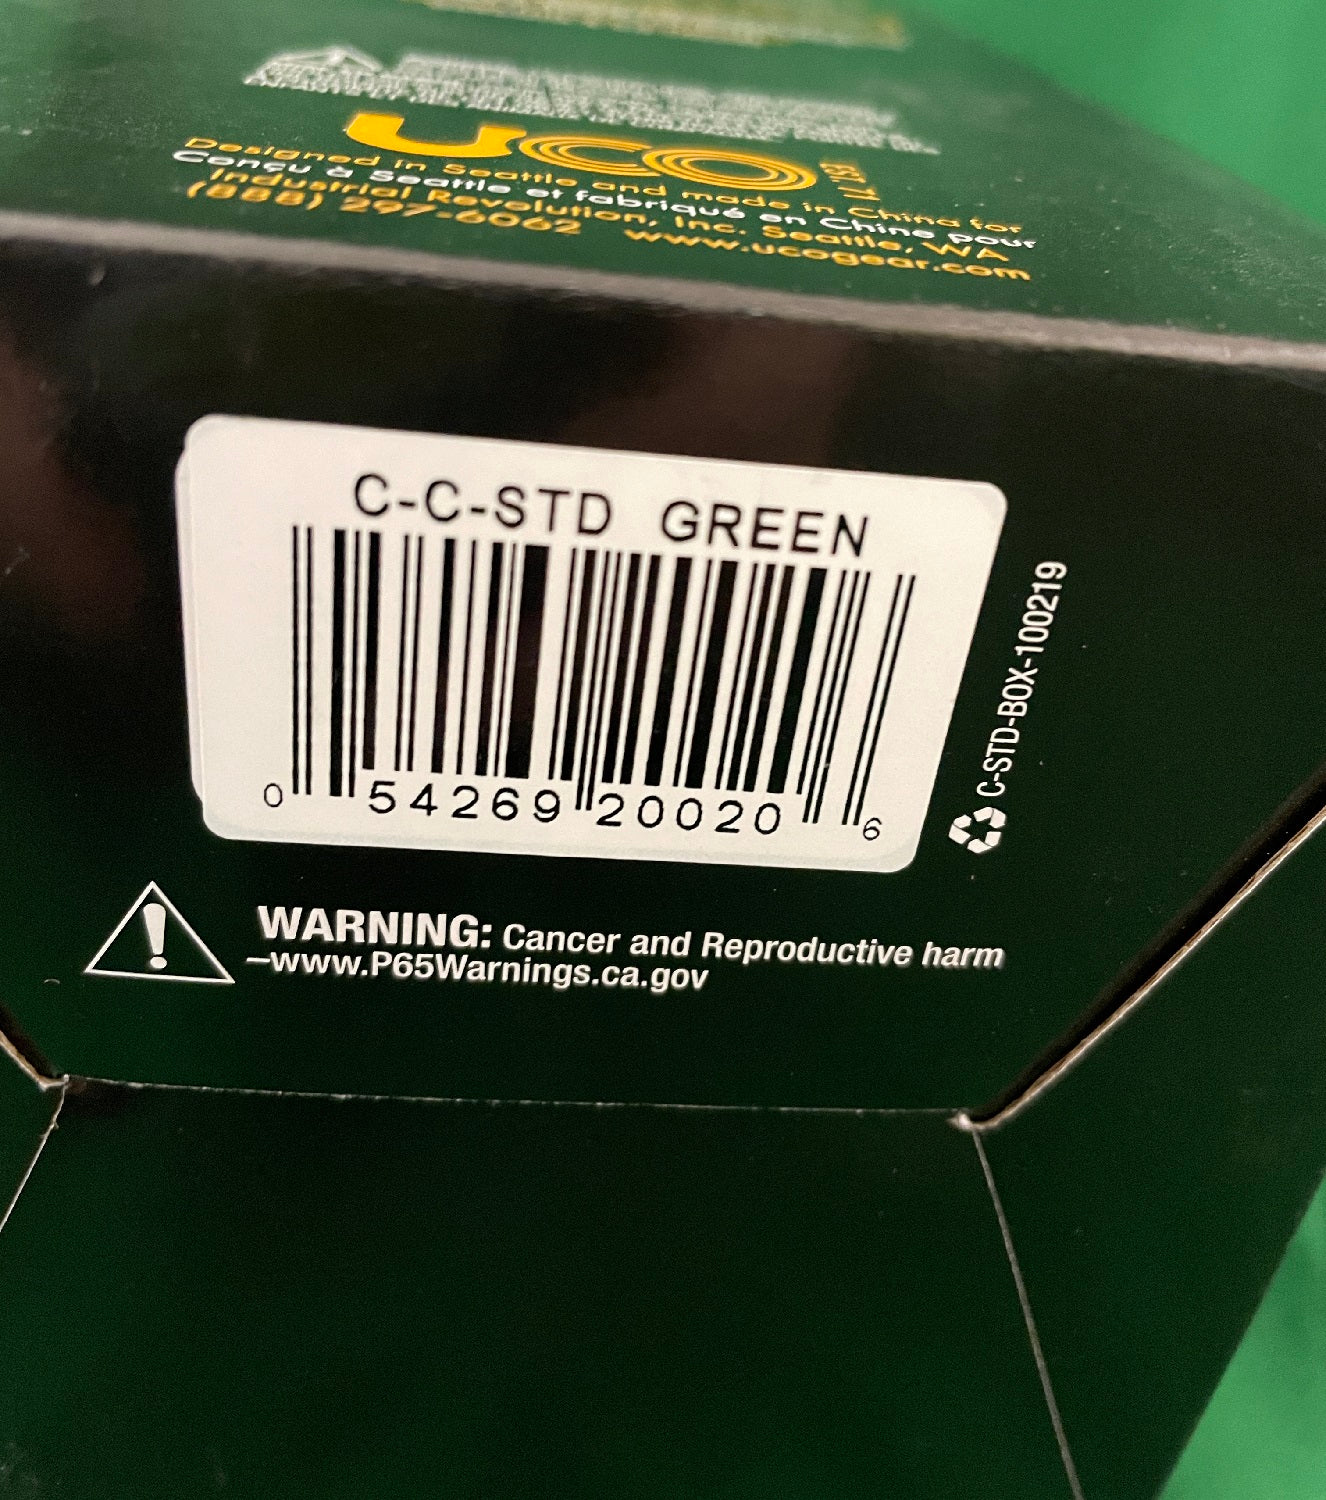 UCO
EST. 71
Designed in Seattle and made in China for
Conçu à Seattle et fabriqué en Chine pour
Industrial Revolution, Inc. Seattle, WA
(888) 297-6062 www.ucogear.com
C-C-STD GREEN
0 54269 20020 6
C-STD-BOX-100219
WARNING: Cancer and Reproductive harm
–www.P65Warnings.ca.gov